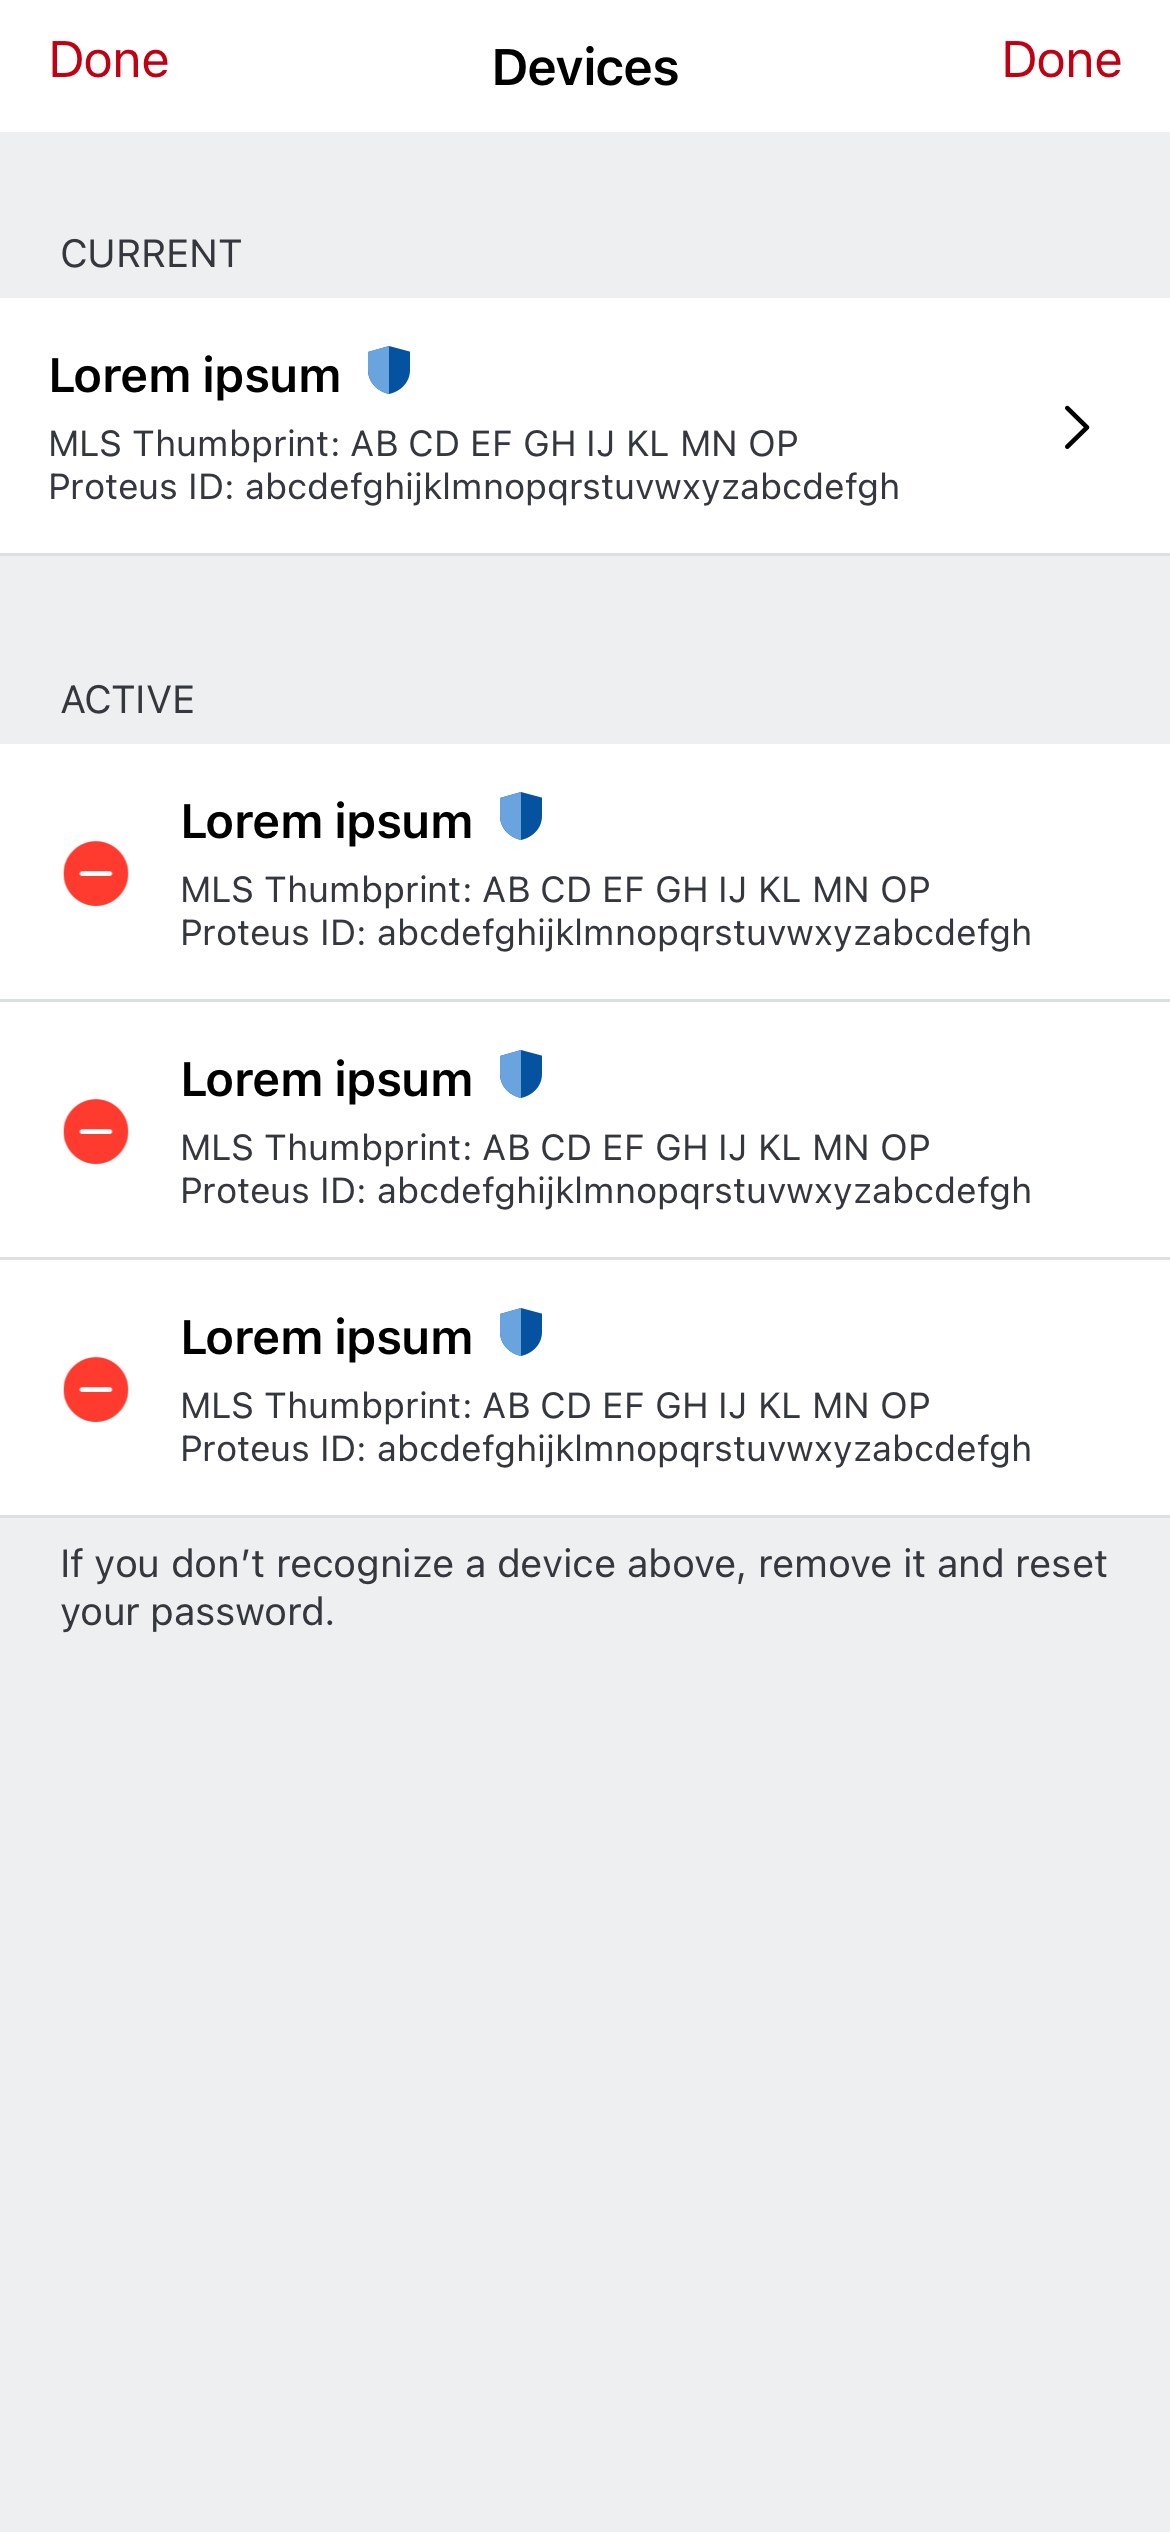 Done
Devices
Done
CURRENT
Lorem ipsum
MLS Thumbprint: AB CD EF GH IJ KL MN OP
Proteus ID: abcdefghijklmnopqrstuvwxyzabcdefgh
ACTIVE
Lorem ipsum
MLS Thumbprint: AB CD EF GH IJ KL MN OP
Proteus ID: abcdefghijklmnopqrstuvwxyzabcdefgh
Lorem ipsum
MLS Thumbprint: AB CD EF GH IJ KL MN OP
Proteus ID: abcdefghijklmnopqrstuvwxyzabcdefgh
Lorem ipsum
MLS Thumbprint: AB CD EF GH IJ KL MN OP
Proteus ID: abcdefghijklmnopqrstuvwxyzabcdefgh
If you don’t recognize a device above, remove it and reset
your password.